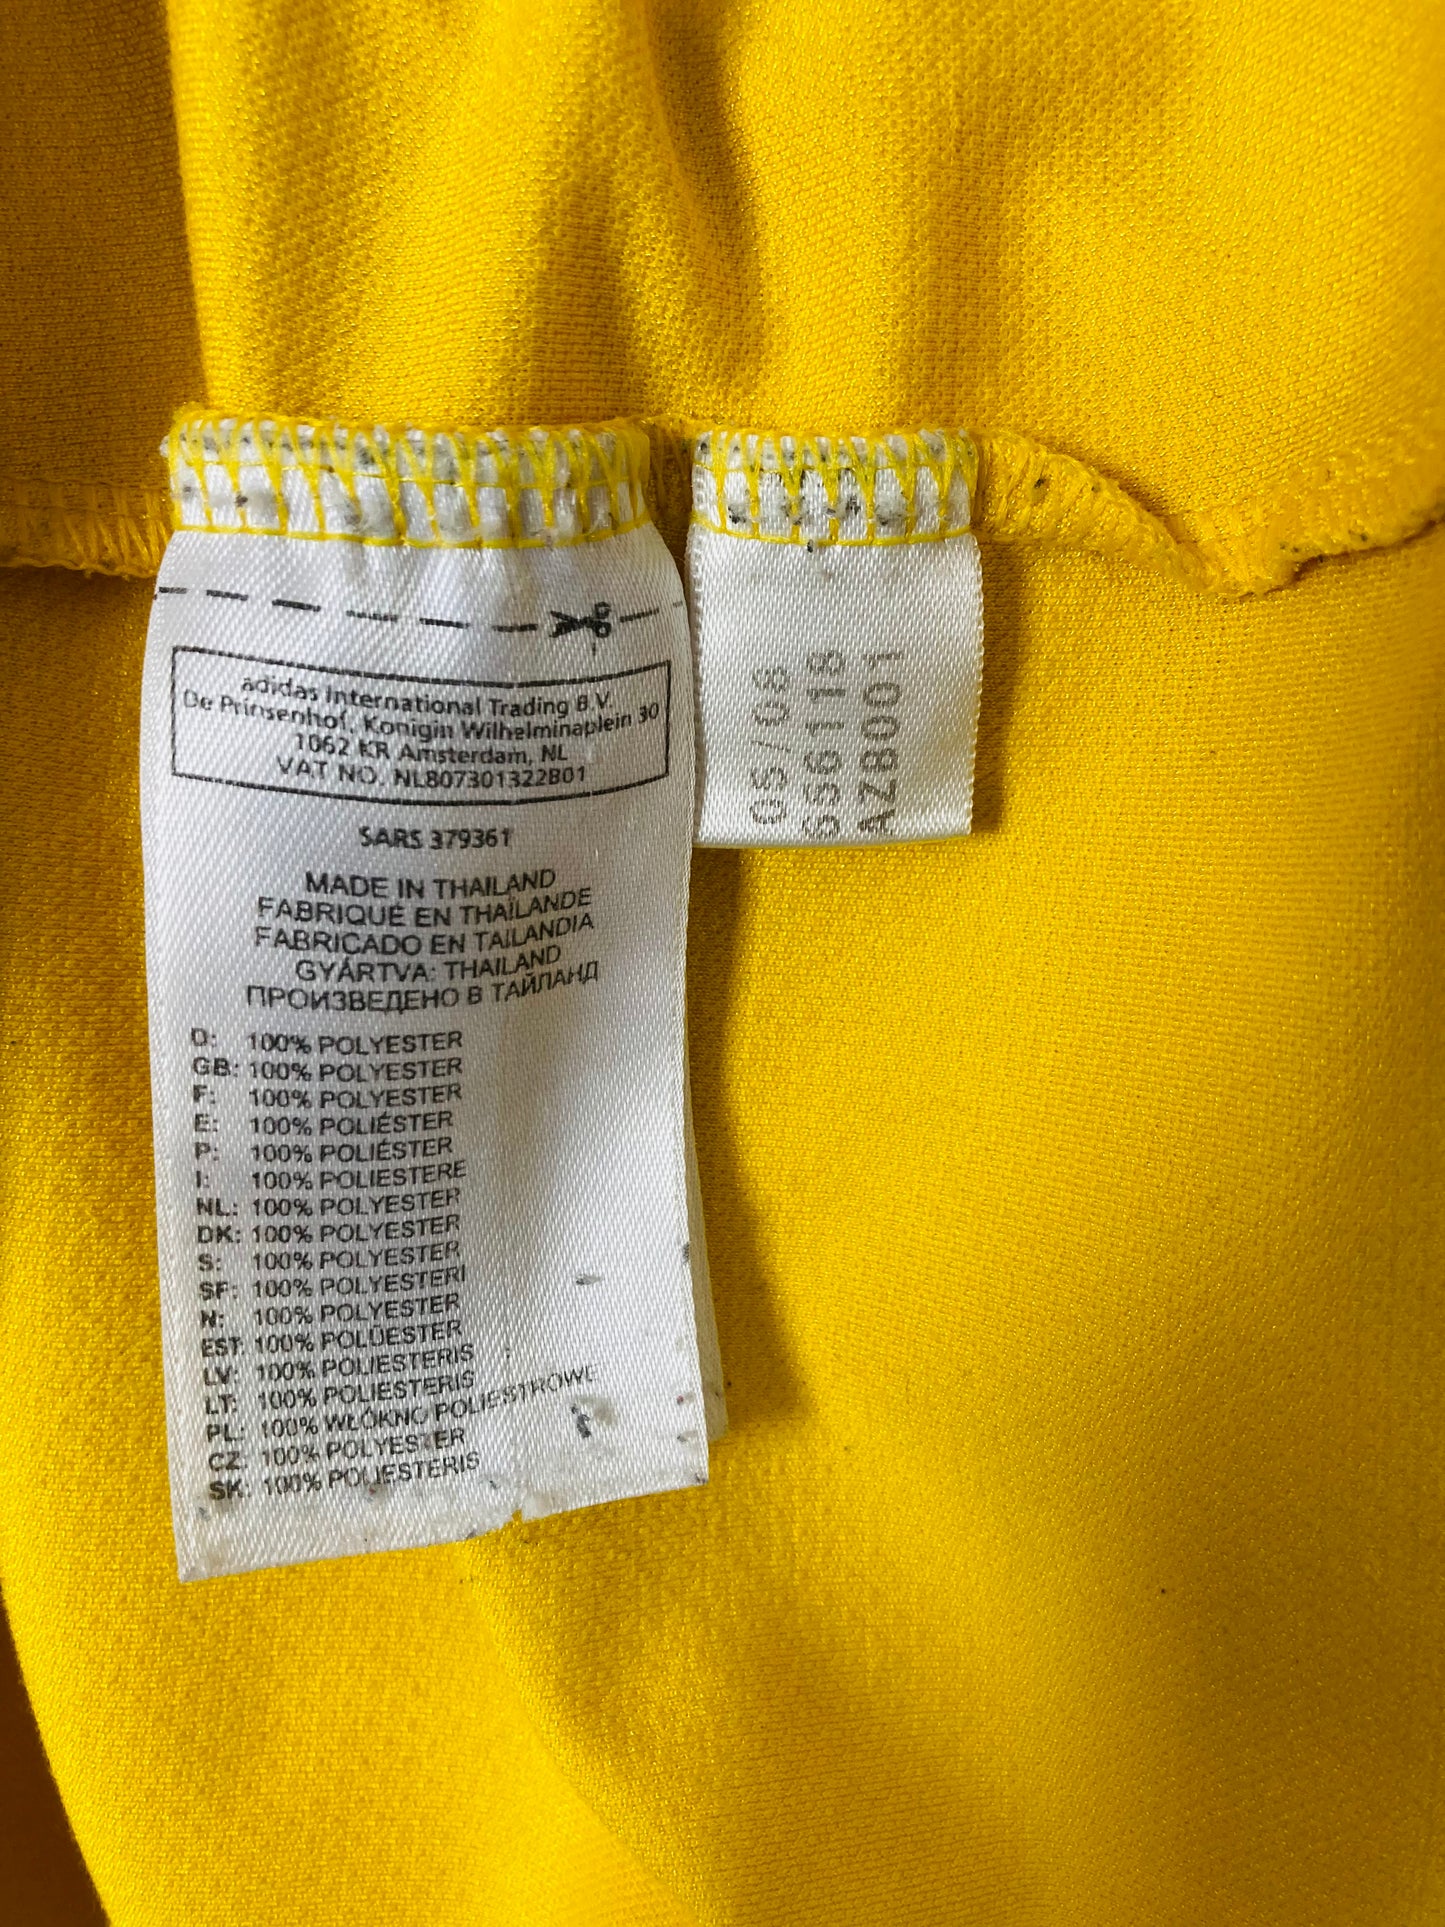 adidas International Trading B.V.
De Prinsenhof, Konigin Wilhelminaplein 30
1062 KR Amsterdam, NL
VAT NO. NL807301322B01
SARS 379361
MADE IN THAILAND
FABRIQUÉ EN THAÏLANDE
FABRICADO EN TAILANDIA
GYÁRTVA: THAILAND
ПРОИЗВЕДЕНО В ТАЙЛАНД
D: 100% POLYESTER
GB: 100% POLYESTER
F: 100% POLYESTER
E: 100% POLIÉSTER
P: 100% POLIÉSTER
I: 100% POLIESTERE
NL: 100% POLYESTER
DK: 100% POLYESTER
S: 100% POLYESTER
SF: 100% POLYESTERI
N: 100% POLYESTER
EST: 100% POLÜESTER
LV: 100% POLIESTERIS
LT: 100% POLIESTERIS
PL: 100% WŁÓKNO POLIESTROWE
CZ: 100% POLYESTER
SK: 100% POLIESTERIS
05/08
656118
AZ8001